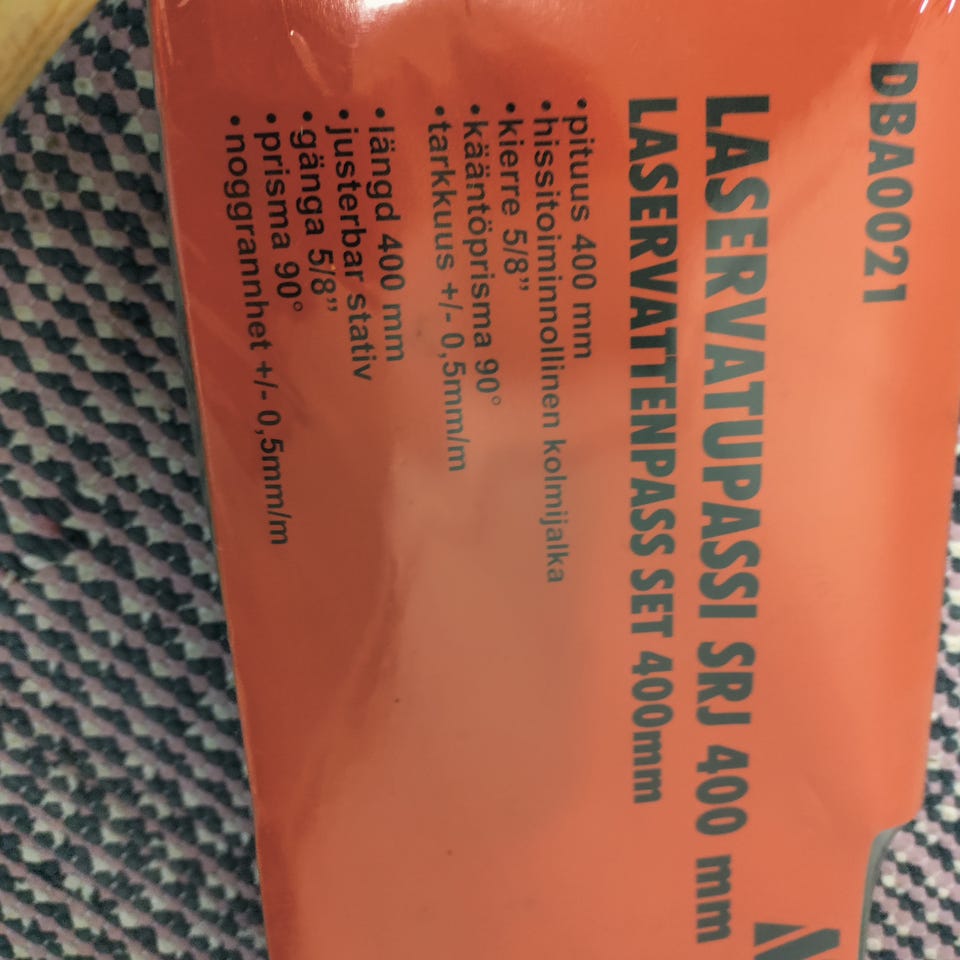 DBA0021
LASERVATUPASSI SRJ 400 mm
LASERVATTENPASS SET 400mm
•pituus 400 mm
•hissitoiminnollinen kolmijalka
•kierre 5/8”
•kääntöprisma 90°
•tarkkuus +/- 0,5mm/m
•längd 400 mm
•justerbar stativ
•gänga 5/8”
•prisma 90°
•noggrannhet +/- 0,5mm/m